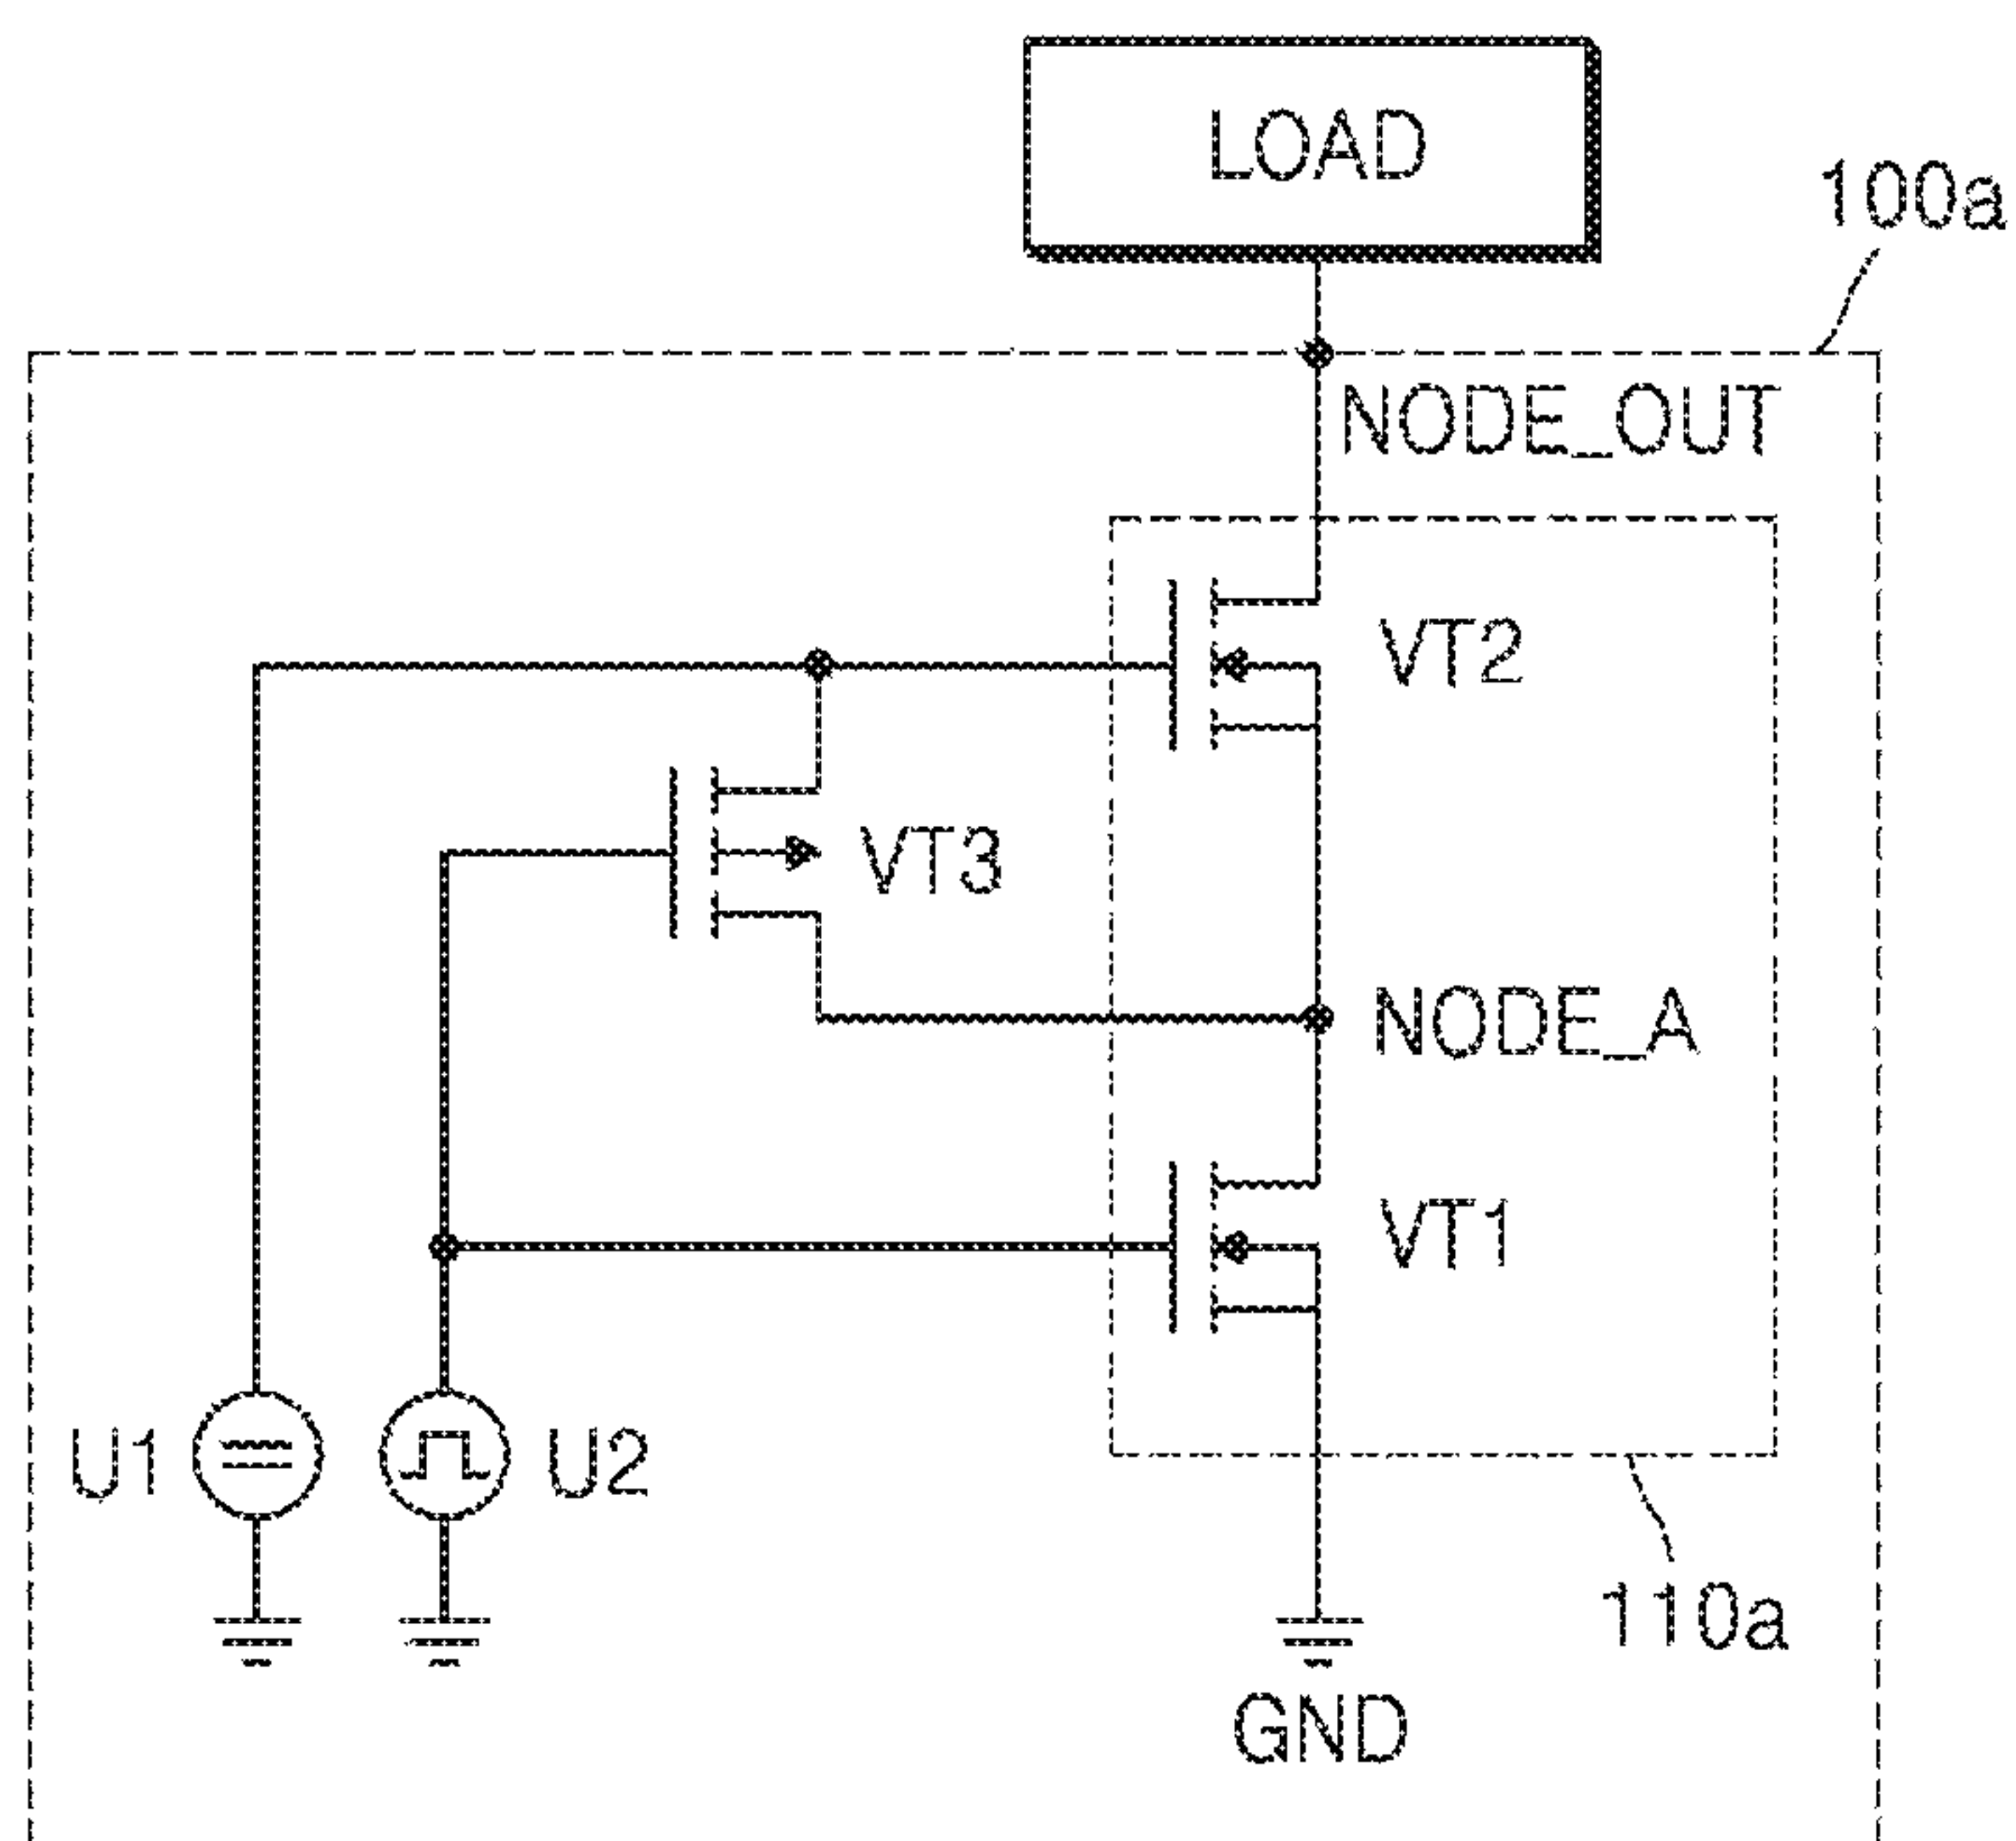 LOAD
100a
NODE_OUT
VT2
VT3
NODE_A
VT1
U1
U2
110a
GND